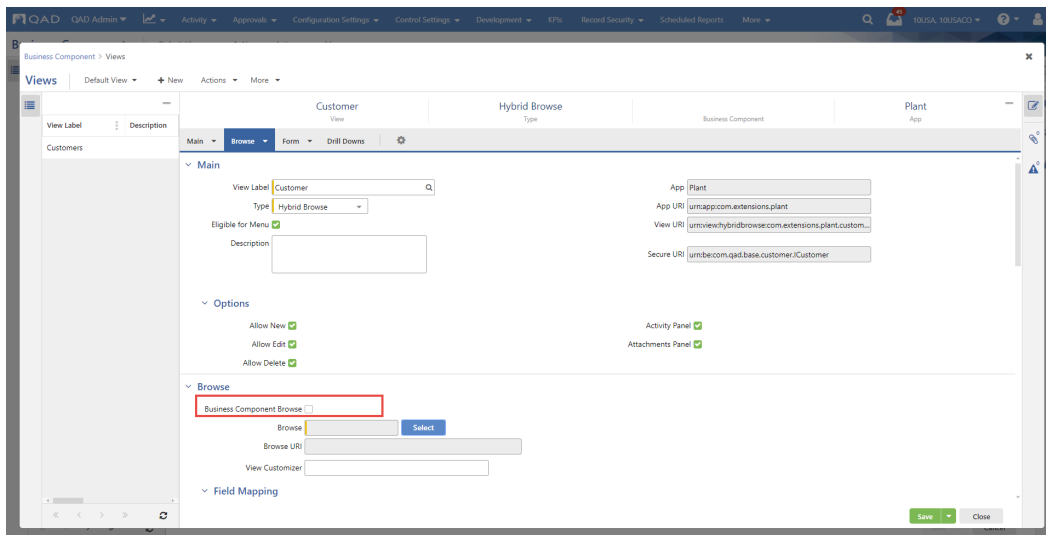 QAD QAD Admin Activity Approvals Configuration Settings Control Settings Development KPIs Record Security Scheduled Reports More 45 10USA, 10USACO
Business Component > Views
Views Default View + New Actions More
View Label Description
Customers
Customer Hybrid Browse Plant
View Type Business Component App
Main Browse Form Drill Downs
Main
View Label Customer App Plant
Type Hybrid Browse App URI urn:app:com.extensions.plant
Eligible for Menu View URI urn:view:hybridbrowse:com.extensions.plant.custom...
Description Secure URI urn:be:com.qad.base.customer.ICustomer
Options
Allow New Activity Panel
Allow Edit Attachments Panel
Allow Delete
Browse
Business Component Browse
Browse Select
Browse URI
View Customizer
Field Mapping
Save Close
0
0